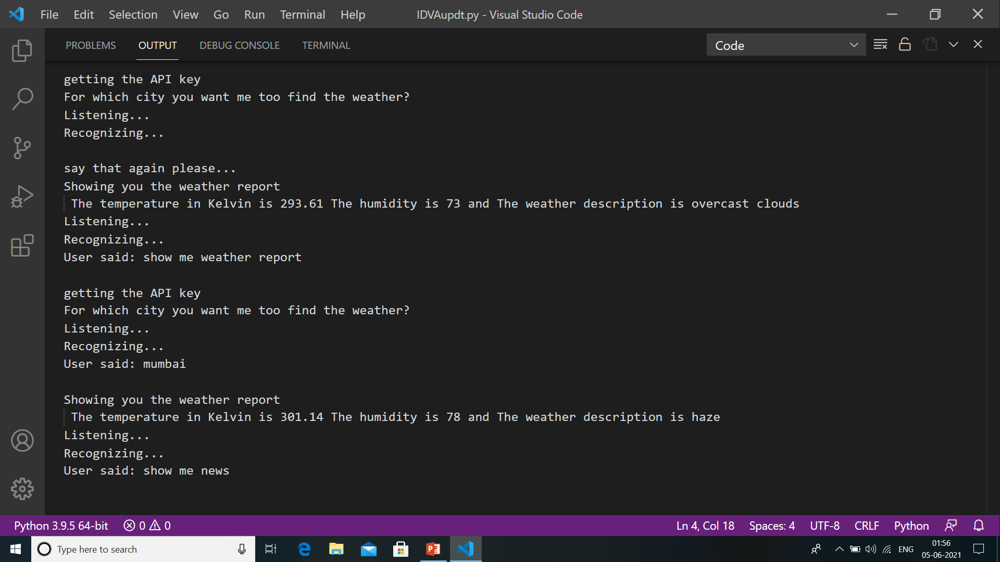 File Edit Selection View Go Run Terminal Help IDVAupdt.py - Visual Studio Code
PROBLEMS OUTPUT DEBUG CONSOLE TERMINAL Code
getting the API key
For which city you want me too find the weather?
Listening...
Recognizing...
say that again please...
Showing you the weather report
The temperature in Kelvin is 293.61 The humidity is 73 and The weather description is overcast clouds
Listening...
Recognizing...
User said: show me weather report
getting the API key
For which city you want me too find the weather?
Listening...
Recognizing...
User said: mumbai
Showing you the weather report
The temperature in Kelvin is 301.14 The humidity is 78 and The weather description is haze
Listening...
Recognizing...
User said: show me news
Python 3.9.5 64-bit 0 0 Ln 4, Col 18 Spaces: 4 UTF-8 CRLF Python
Type here to search ENG 01:56
05-06-2021